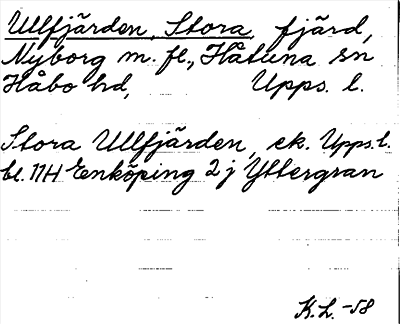 Ullfjärden, Stora, fjärd,
Nyborg m. fl., Håtuna sn
Håbo hd, Upps. l.
Stora Ullfjärden, ek. Upps. l.
bl. 11H Enköping 2 j Yttergran
K.L. -58